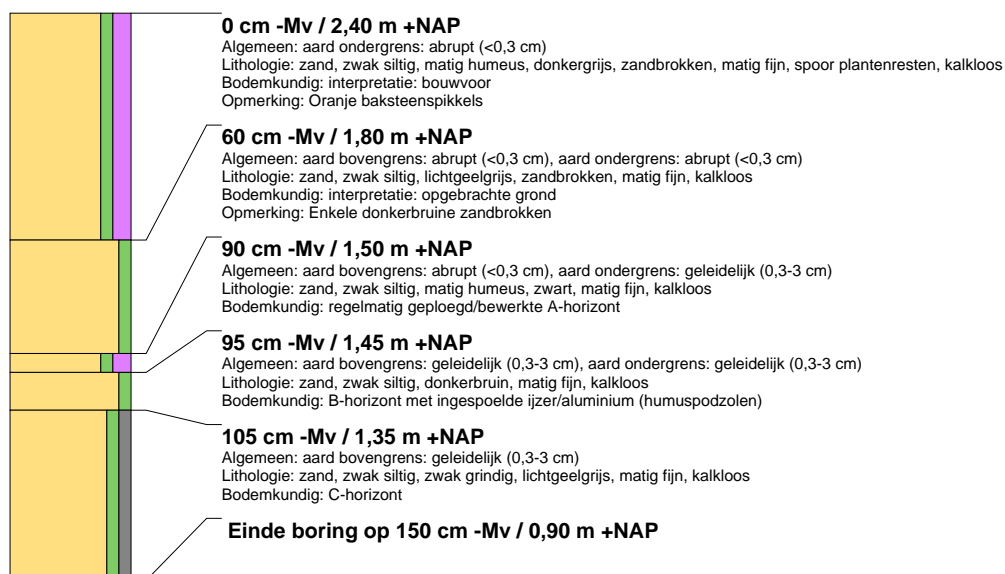 0 cm -Mv / 2,40 m +NAP
Algemeen: aard ondergrens: abrupt (<0,3 cm)
Lithologie: zand, zwak siltig, matig humeus, donkergrijs, zandbrokken, matig fijn, spoor plantenresten, kalkloos
Bodemkundig: interpretatie: bouwvoor
Opmerking: Oranje baksteenspikkels
60 cm -Mv / 1,80 m +NAP
Algemeen: aard bovengrens: abrupt (<0,3 cm), aard ondergrens: abrupt (<0,3 cm)
Lithologie: zand, zwak siltig, lichtgeelgrijs, zandbrokken, matig fijn, kalkloos
Bodemkundig: interpretatie: opgebrachte grond
Opmerking: Enkele donkerbruine zandbrokken
90 cm -Mv / 1,50 m +NAP
Algemeen: aard bovengrens: abrupt (<0,3 cm), aard ondergrens: geleidelijk (0,3-3 cm)
Lithologie: zand, zwak siltig, matig humeus, zwart, matig fijn, kalkloos
Bodemkundig: regelmatig geploegd/bewerkte A-horizont
95 cm -Mv / 1,45 m +NAP
Algemeen: aard bovengrens: geleidelijk (0,3-3 cm), aard ondergrens: geleidelijk (0,3-3 cm)
Lithologie: zand, zwak siltig, donkerbruin, matig fijn, kalkloos
Bodemkundig: B-horizont met ingespoelde ijzer/aluminium (humuspodzolen)
105 cm -Mv / 1,35 m +NAP
Algemeen: aard bovengrens: geleidelijk (0,3-3 cm)
Lithologie: zand, zwak siltig, zwak grindig, lichtgeelgrijs, matig fijn, kalkloos
Bodemkundig: C-horizont
Einde boring op 150 cm -Mv / 0,90 m +NAP